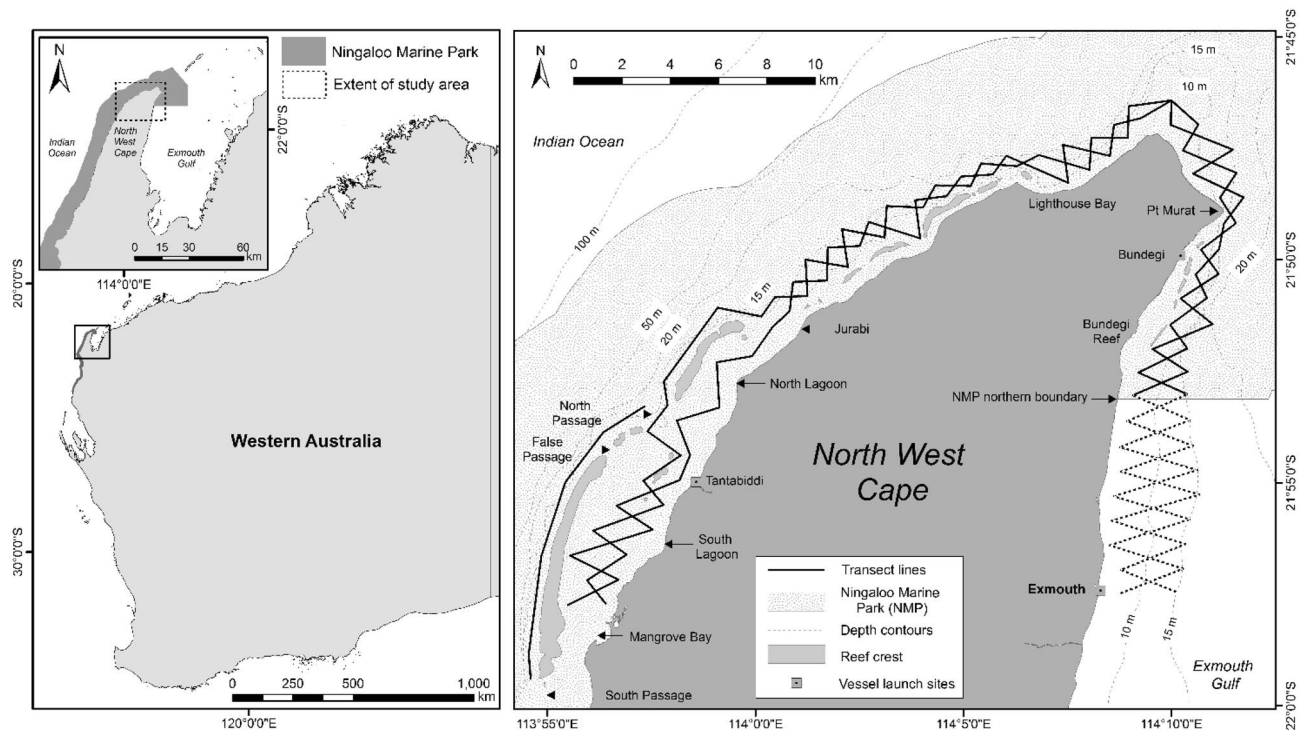 N
Ningaloo Marine Park
Extent of study area
Indian
Ocean
North
West
Cape
Exmouth
Gulf
22°0'0"S
0 15 30 60
km
114°0'0"E
20°0'0"S
30°0'0"S
Western Australia
0 250 500 1,000
km
120°0'0"E
N
0 2 4 6 8 10
km
Indian Ocean
15 m
10 m
21°45'0"S
Lighthouse Bay
Pt Murat
Bundegi
20 m
21°50'0"S
100 m
50 m
20 m
15 m
Jurabi
Bundegi
Reef
North Lagoon
NMP northern boundary
North
Passage
False
Passage
North West
Cape
Tantabiddi
21°55'0"S
South
Lagoon
Transect lines
Ningaloo Marine
Park (NMP)
Depth contours
Reef crest
Vessel launch sites
Exmouth
10 m
15 m
Mangrove Bay
Exmouth
Gulf
South Passage
22°0'0"S
113°55'0"E
114°0'0"E
114°5'0"E
114°10'0"E